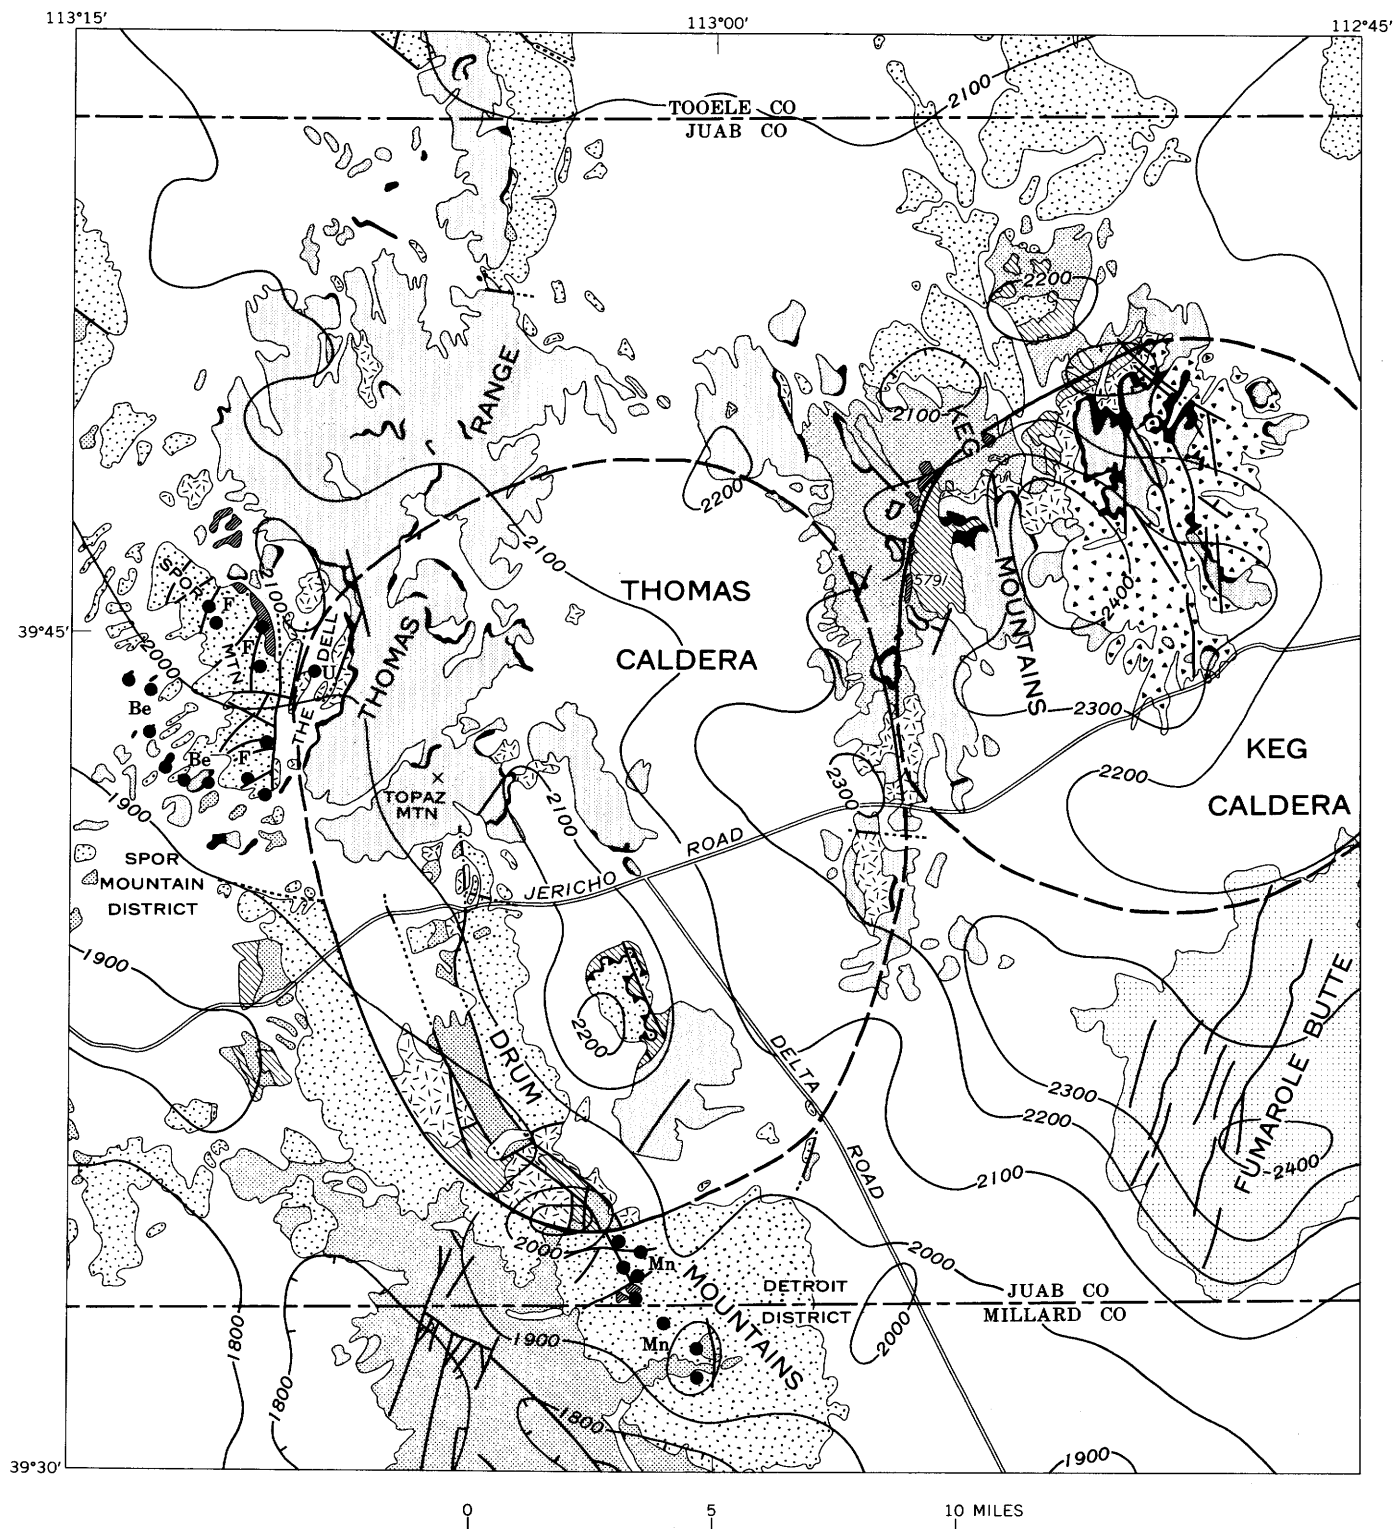 113°15'
113°00'
112°45'
2100
TOOELE CO
JUAB CO
2200
RANGE
2100
KEG
2200
2100
THOMAS
CALDERA
5791
MOUNTAINS
2400
SPOR
MTN
F
2100
39°45'
2000
F
THE DELL
U
THOMAS
Be
Be
F
2300
KEG
CALDERA
2200
2300
TOPAZ
MTN
2100
1900
ROAD
JERICHO
SPOR
MOUNTAIN
DISTRICT
1900
2200
DRUM
DELTA
ROAD
FUMAROLE BUTTE
2300
2200
2400
2100
2000
2000
Mn
MOUNTAINS
DETROIT
DISTRICT
JUAB CO
MILLARD CO
1800
1900
Mn
2000
1800
1800
1900
39°30'
0 5 10 MILES